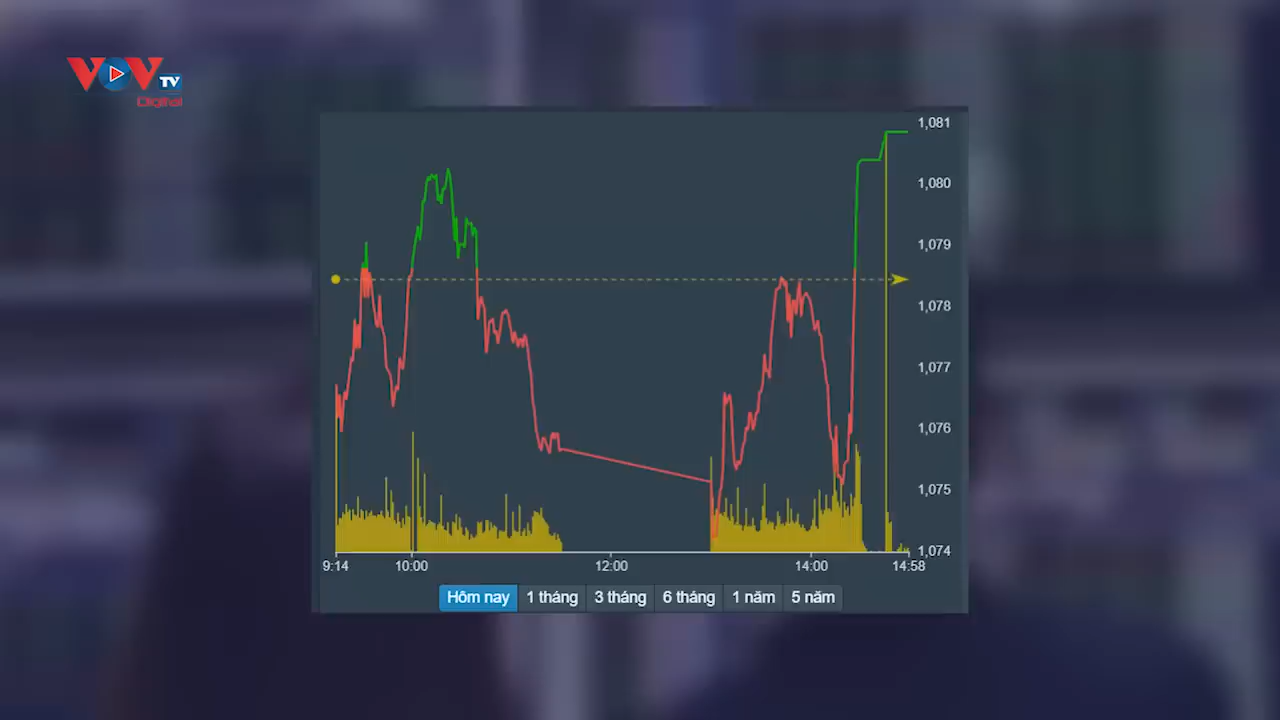 VOV TV
Digital
1,081
1,080
1,079
1,078
1,077
1,076
1,075
1,074
9:14 10:00 12:00 14:00 14:58
Hôm nay 1 tháng 3 tháng 6 tháng 1 năm 5 năm